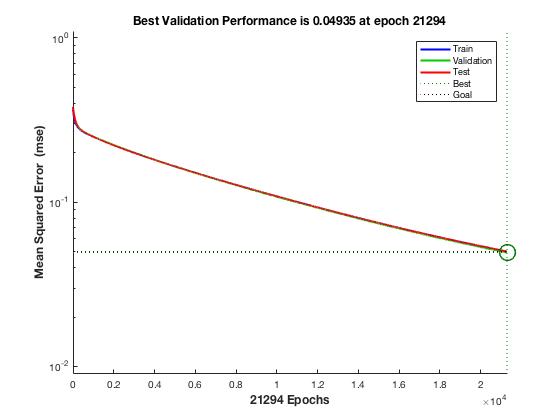 Best Validation Performance is 0.04935 at epoch 21294
10^0
Train
Validation
Test
Best
Goal
Mean Squared Error (mse)
10^-1
10^-2
0 0.2 0.4 0.6 0.8 1 1.2 1.4 1.6 1.8 2
21294 Epochs
×10^4